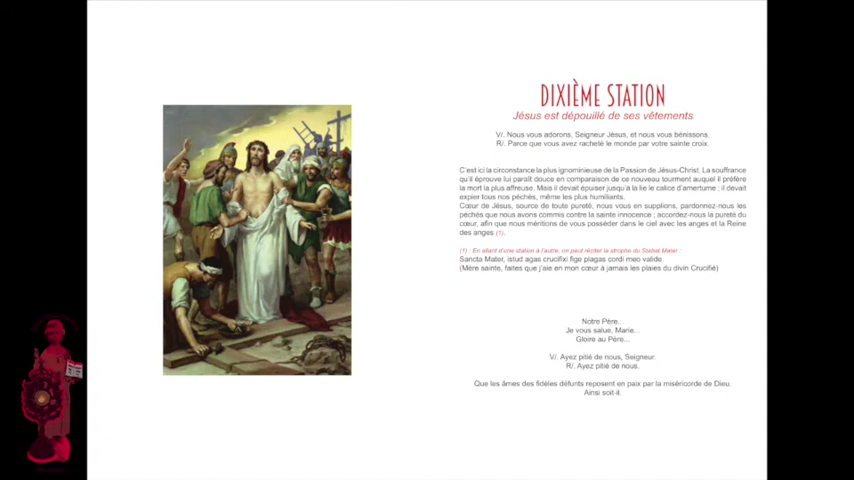 DIXIÈME STATION
Jésus est dépouillé de ses vêtements
V/. Nous vous adorons, Seigneur Jésus, et nous vous bénissons.
R/. Parce que vous avez racheté le monde par votre sainte croix.
C'est ici la circonstance la plus ignominieuse de la Passion de Jésus-Christ. La souffrance
qu'il éprouve lui paraît douce en comparaison de ce nouveau tourment auquel il préfère
la mort la plus affreuse. Mais il devait épuiser jusqu'à la lie le calice d'amertume ; il devait
expier tous nos péchés, même les plus humiliants.
Cœur de Jésus, source de toute pureté, nous vous en supplions, pardonnez-nous les
péchés que nous avons commis contre la sainte innocence ; accordez-nous la pureté du
cœur, afin que nous méritions de vous posséder dans le ciel avec les anges et la Reine
des anges (1).
(1) : En allant d'une station à l'autre, on peut réciter la strophe du Stabat Mater :
Sancta Mater, istud agas crucifixi fige plagas cordi meo valide
(Mère sainte, faites que j'aie en mon cœur à jamais les plaies du divin Crucifié)
Notre Père...
Je vous salue, Marie...
Gloire au Père...
V/. Ayez pitié de nous, Seigneur.
R/. Ayez pitié de nous.
Que les âmes des fidèles défunts reposent en paix par la miséricorde de Dieu.
Ainsi soit-il.